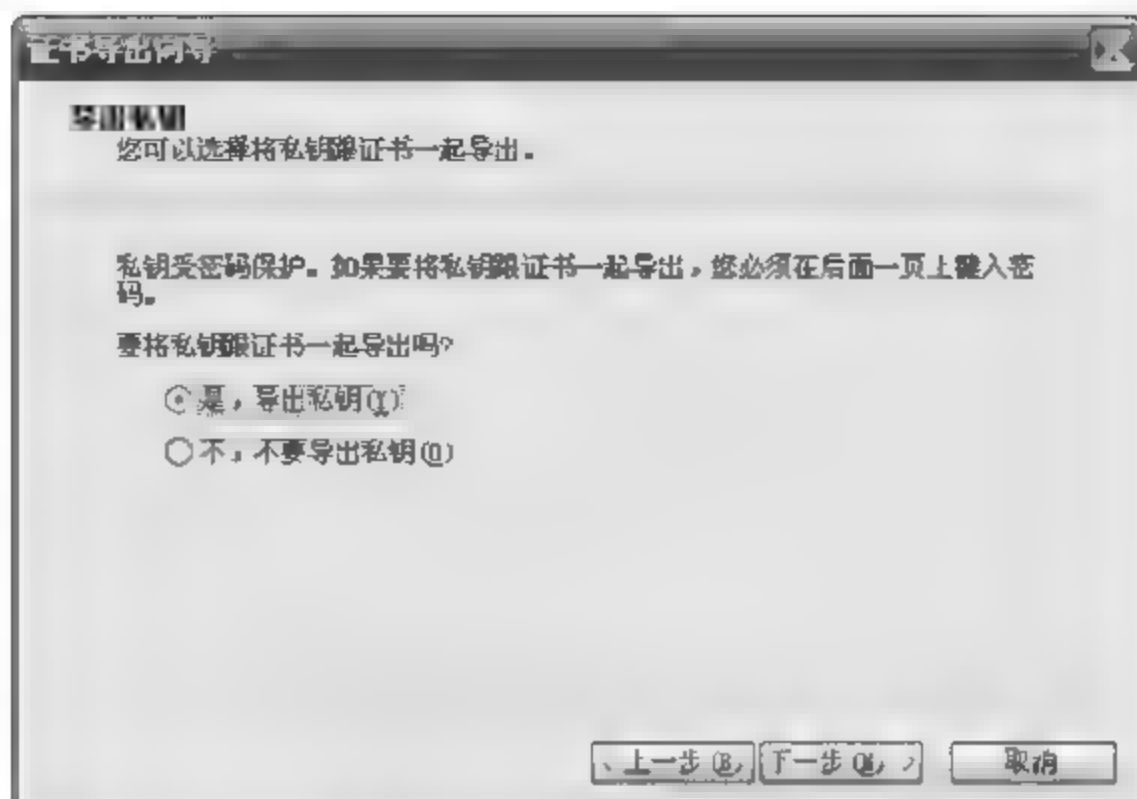 证书导出向导
导出私钥
您可以选择将私钥跟证书一起导出。
私钥受密码保护。如果要将私钥跟证书一起导出，您必须在后面一页上键入密
码。
要将私钥跟证书一起导出吗?
是，导出私钥(Y)
不，不要导出私钥(O)
< 上一步(B) 下一步(N) > 取消